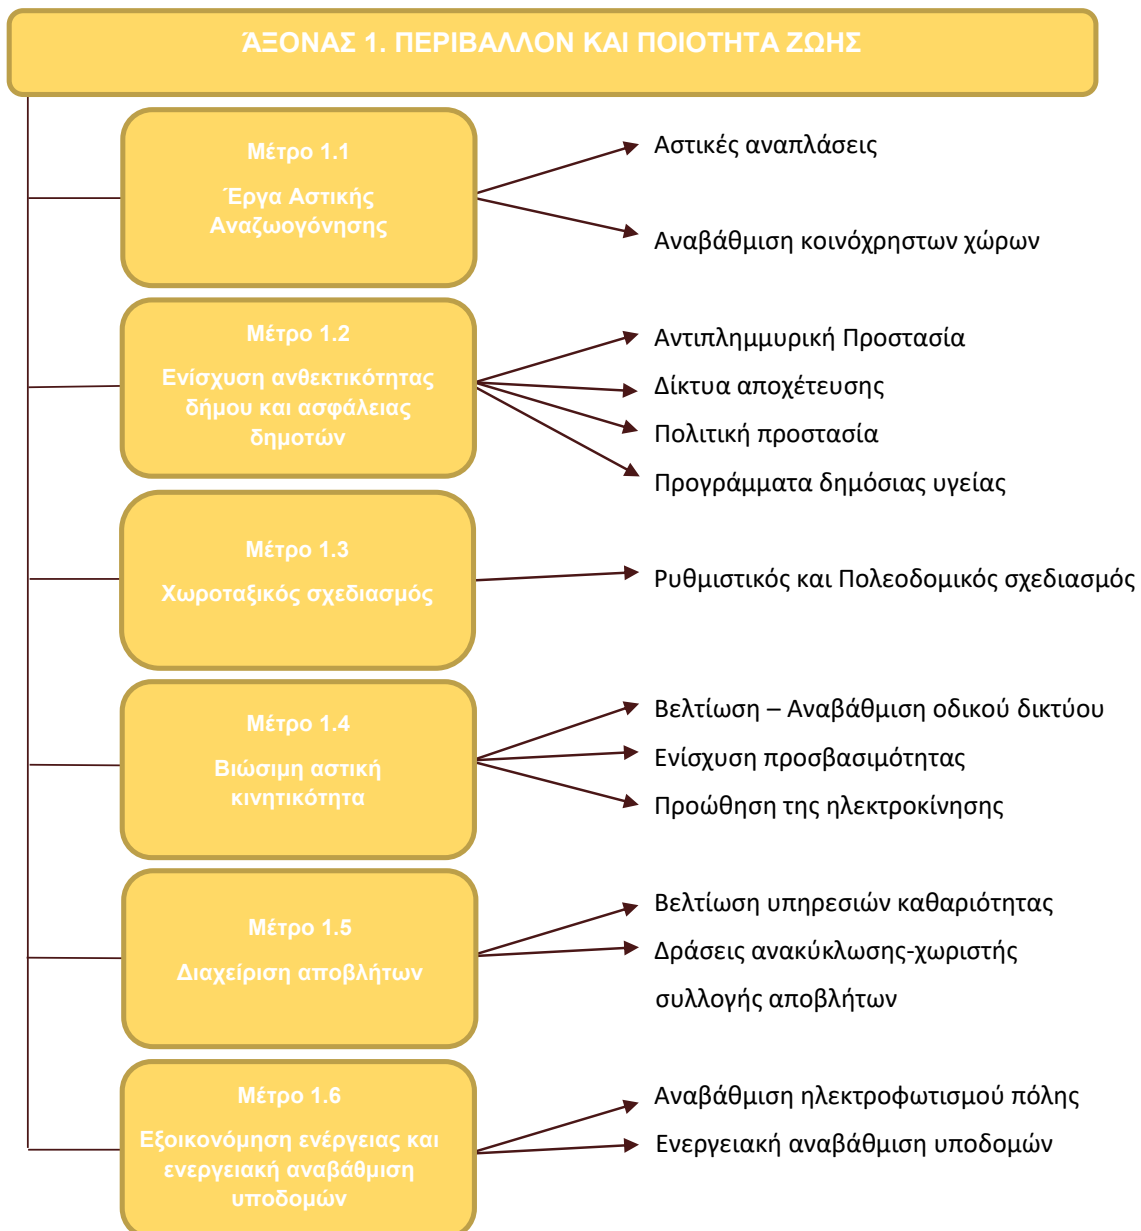 ΆΞΟΝΑΣ 1. ΠΕΡΙΒΑΛΛΟΝ ΚΑΙ ΠΟΙΟΤΗΤΑ ΖΩΗΣ
Μέτρο 1.1
Έργα Αστικής
Αναζωογόνησης
Αστικές αναπλάσεις
Αναβάθμιση κοινόχρηστων χώρων
Μέτρο 1.2
Ενίσχυση ανθεκτικότητας
δήμου και ασφάλειας
δημοτών
Αντιπλημμυρική Προστασία
Δίκτυα αποχέτευσης
Πολιτική προστασία
Προγράμματα δημόσιας υγείας
Μέτρο 1.3
Χωροταξικός σχεδιασμός
Ρυθμιστικός και Πολεοδομικός σχεδιασμός
Μέτρο 1.4
Βιώσιμη αστική
κινητικότητα
Βελτίωση – Αναβάθμιση οδικού δικτύου
Ενίσχυση προσβασιμότητας
Προώθηση της ηλεκτροκίνησης
Μέτρο 1.5
Διαχείριση αποβλήτων
Βελτίωση υπηρεσιών καθαριότητας
Δράσεις ανακύκλωσης-χωριστής
συλλογής αποβλήτων
Μέτρο 1.6
Εξοικονόμηση ενέργειας και
ενεργειακή αναβάθμιση
υποδομών
Αναβάθμιση ηλεκτροφωτισμού πόλης
Ενεργειακή αναβάθμιση υποδομών